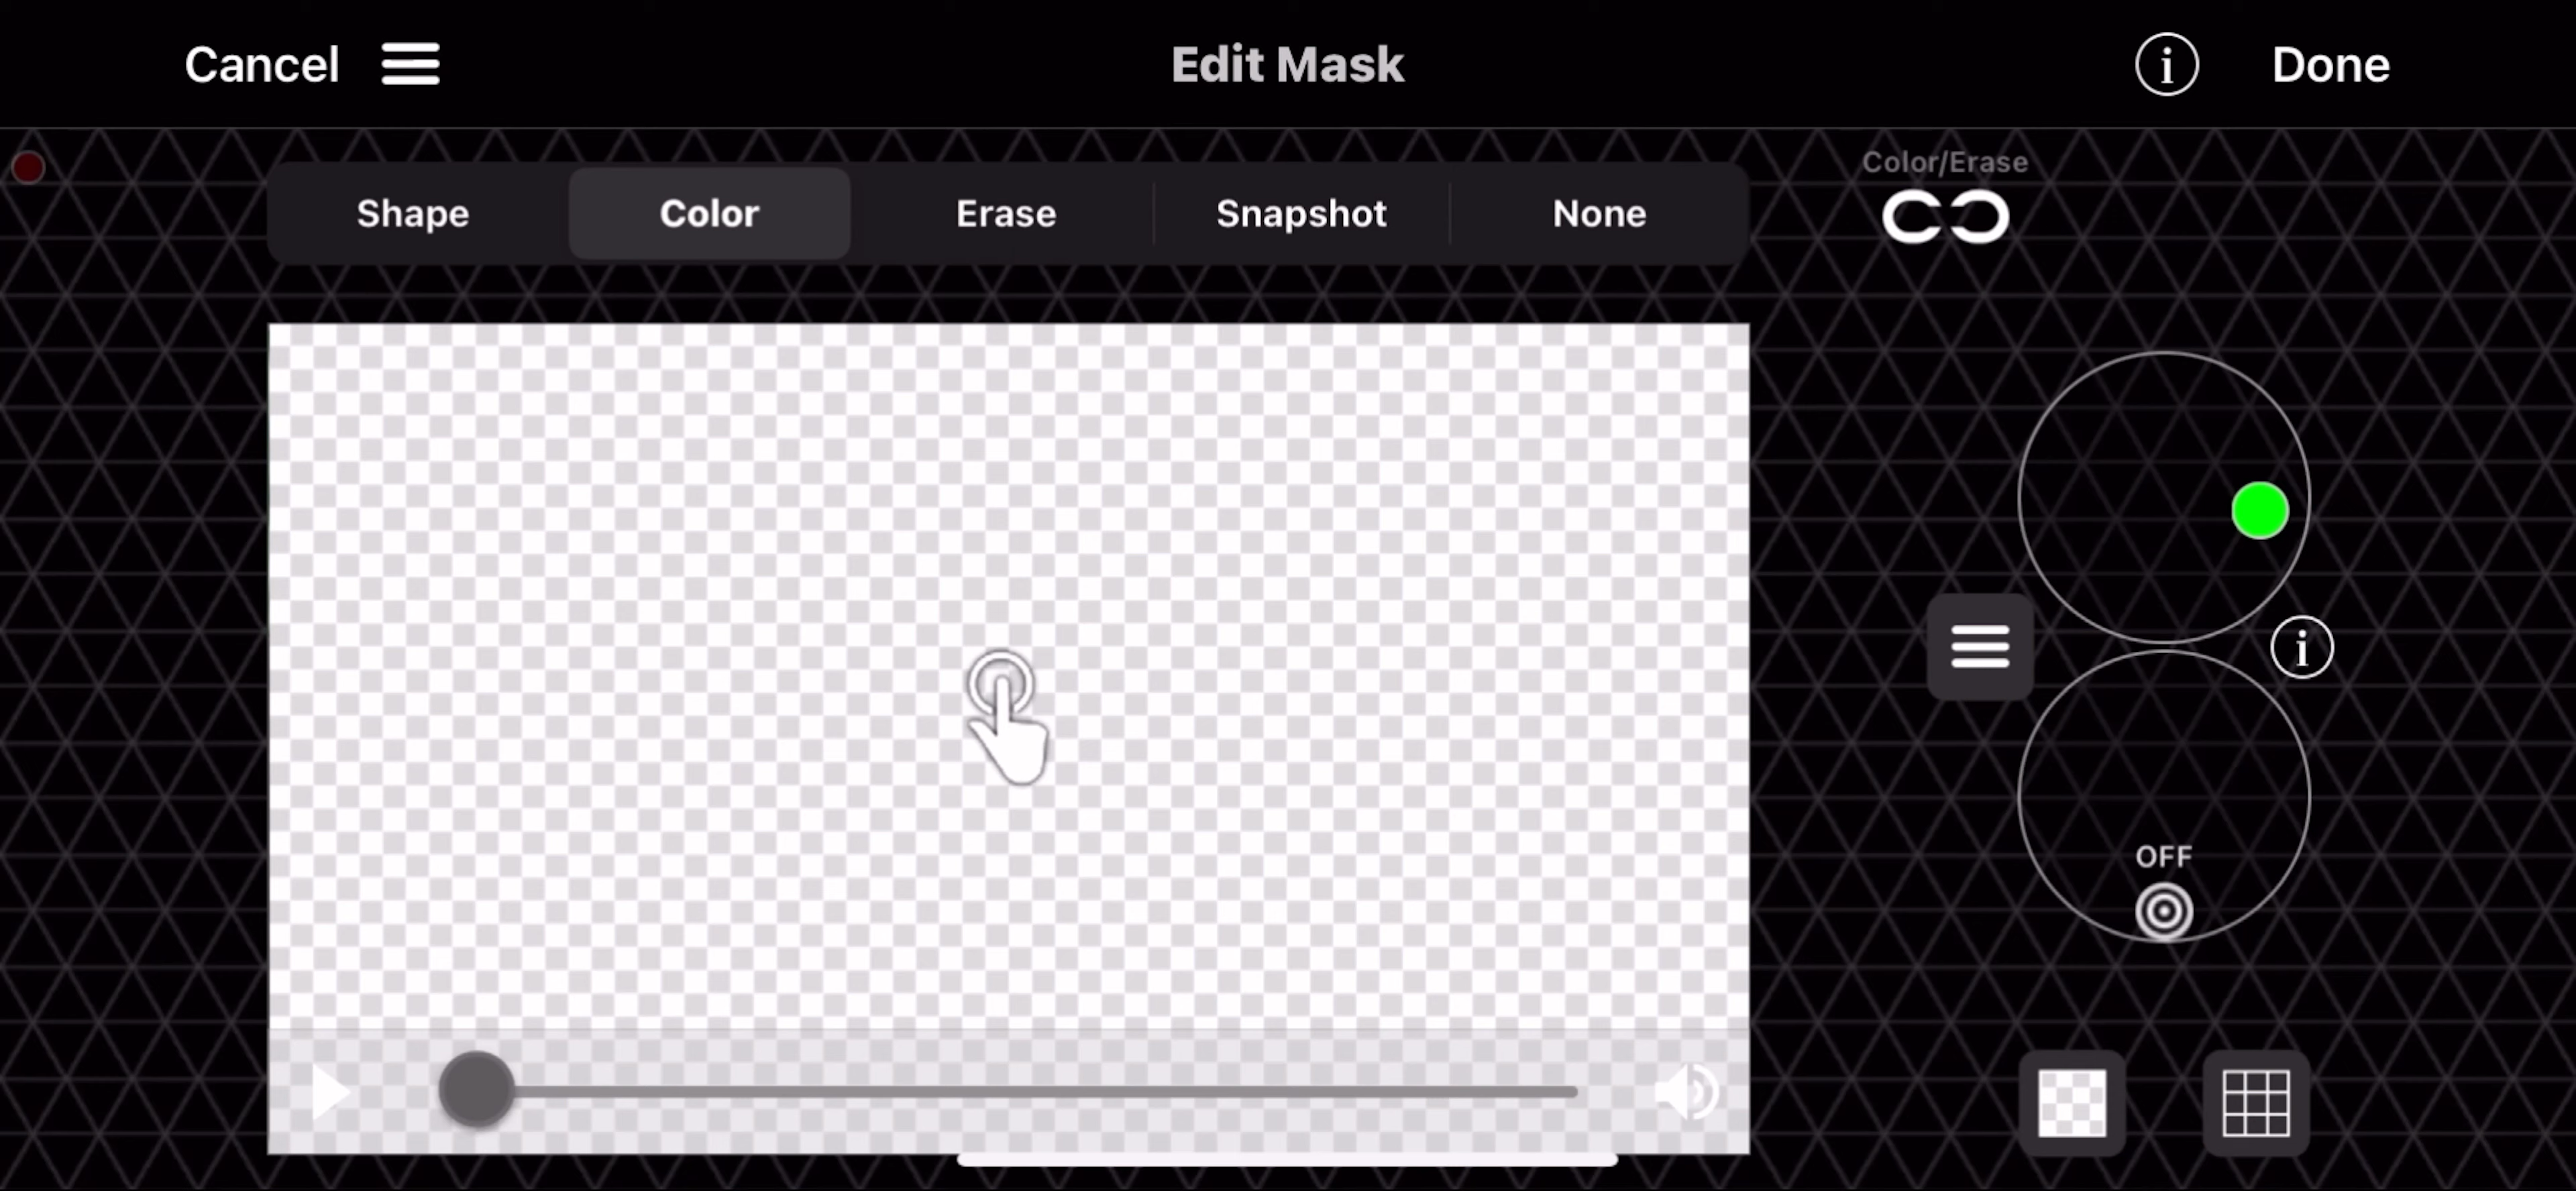 Cancel
Edit Mask
Done
Color/Erase
Shape
Color
Erase
Snapshot
None
OFF